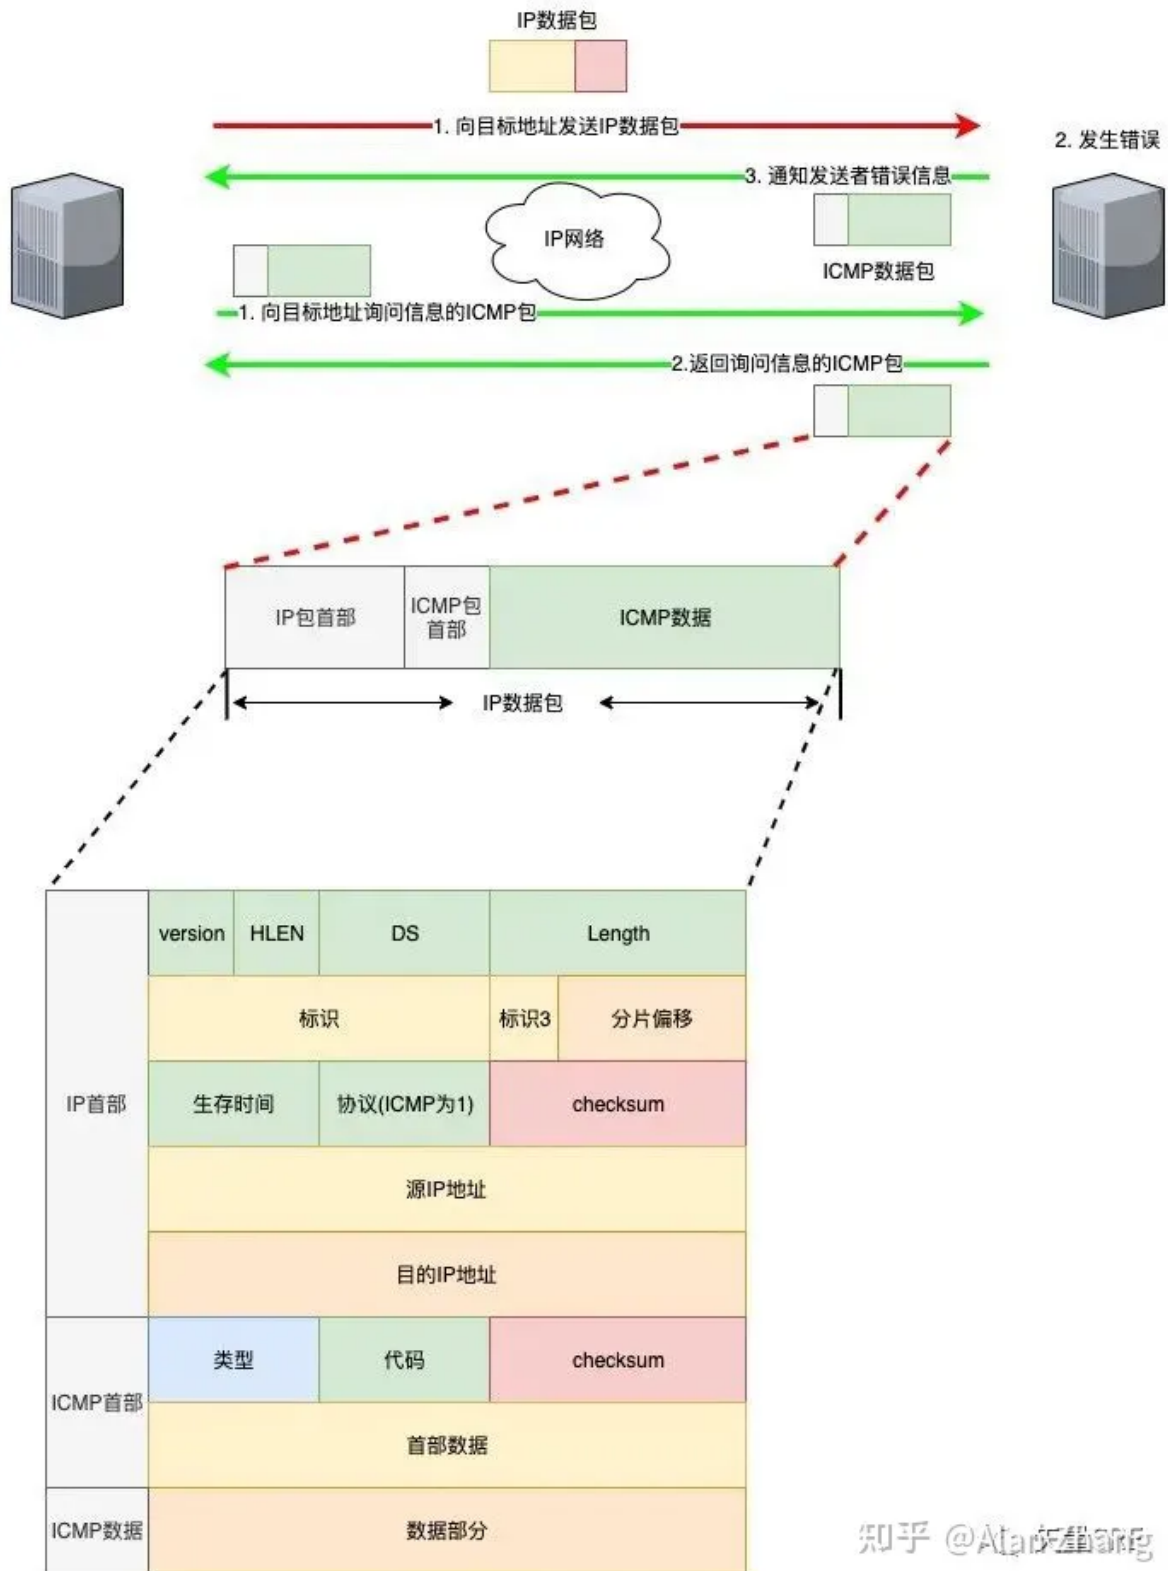 IP数据包
1. 向目标地址发送IP数据包
2. 发生错误
3. 通知发送者错误信息
IP网络
ICMP数据包
1. 向目标地址询问信息的ICMP包
2.返回询问信息的ICMP包
IP包首部
ICMP包
首部
ICMP数据
IP数据包
version
HLEN
DS
Length
标识
标识3
分片偏移
IP首部
生存时间
协议(ICMP为1)
checksum
源IP地址
目的IP地址
类型
代码
checksum
ICMP首部
首部数据
ICMP数据
数据部分
知乎 @AlanZhang